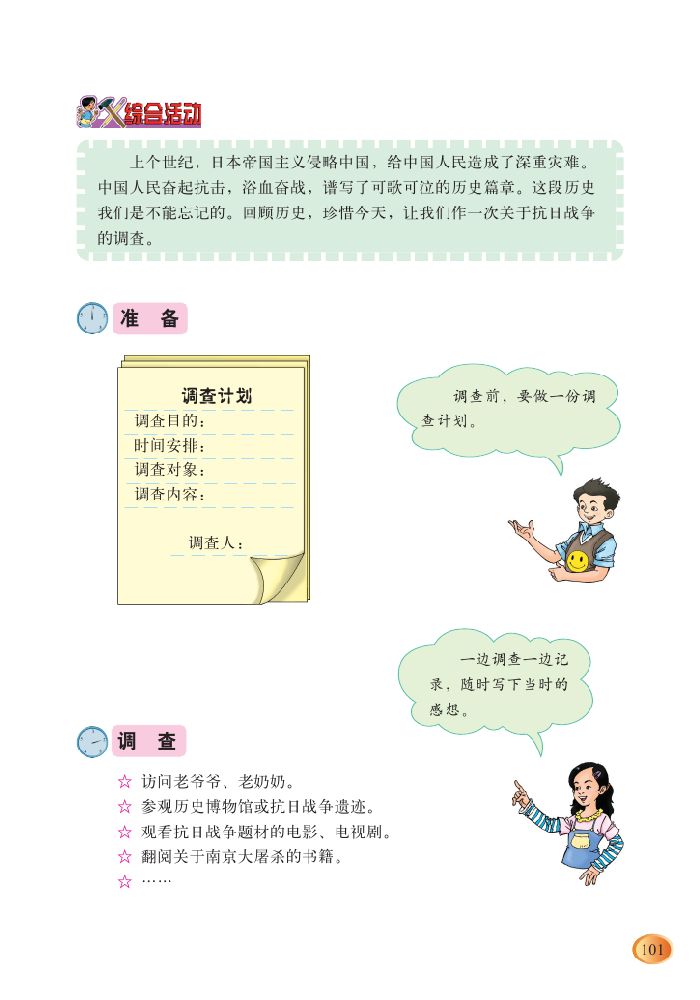 综合活动
上个世纪，日本帝国主义侵略中国，给中国人民造成了深重灾难。
中国人民奋起抗击，浴血奋战，谱写了可歌可泣的历史篇章。这段历史
我们是不能忘记的。回顾历史，珍惜今天，让我们作一次关于抗日战争
的调查。
准 备
调查计划
调查目的：
时间安排：
调查对象：
调查内容：
调查人：
调查前，要做一份调
查计划。
一边调查一边记
录，随时写下当时的
感想。
调 查
☆ 访问老爷爷、老奶奶。
☆ 参观历史博物馆或抗日战争遗迹。
☆ 观看抗日战争题材的电影、电视剧。
☆ 翻阅关于南京大屠杀的书籍。
☆ ……
101